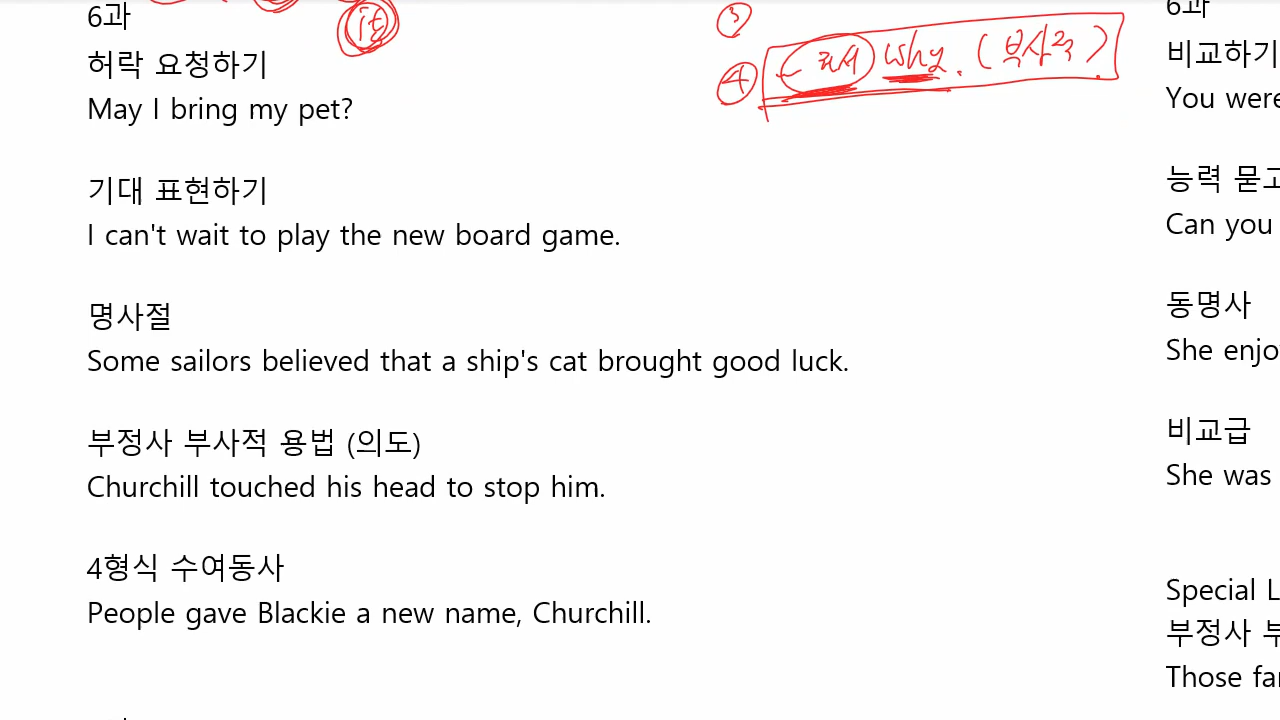 6과
it
허락 요청하기
May I bring my pet?
기대 표현하기
I can't wait to play the new board game.
명사절
Some sailors believed that a ship's cat brought good luck.
부정사 부사적 용법 (의도)
Churchill touched his head to stop him.
4형식 수여동사
People gave Blackie a new name, Churchill.
③
④ why. (부사적)
6과
비교하기
You were
능력 묻고
Can you
동명사
She enjo
비교급
She was
Special L
부정사 부
Those fa